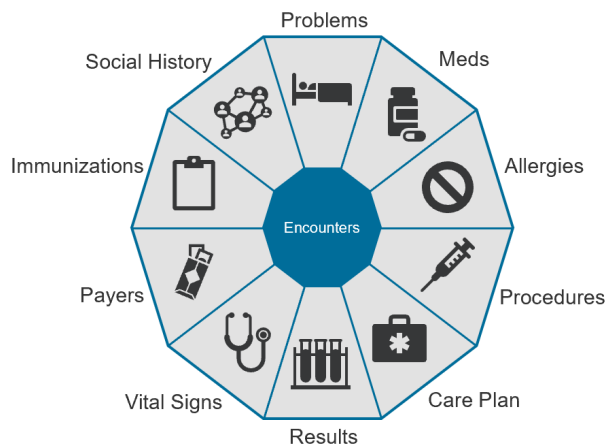 Problems
Social History
Meds
Immunizations
Allergies
Encounters
Payers
Procedures
Vital Signs
Care Plan
Results